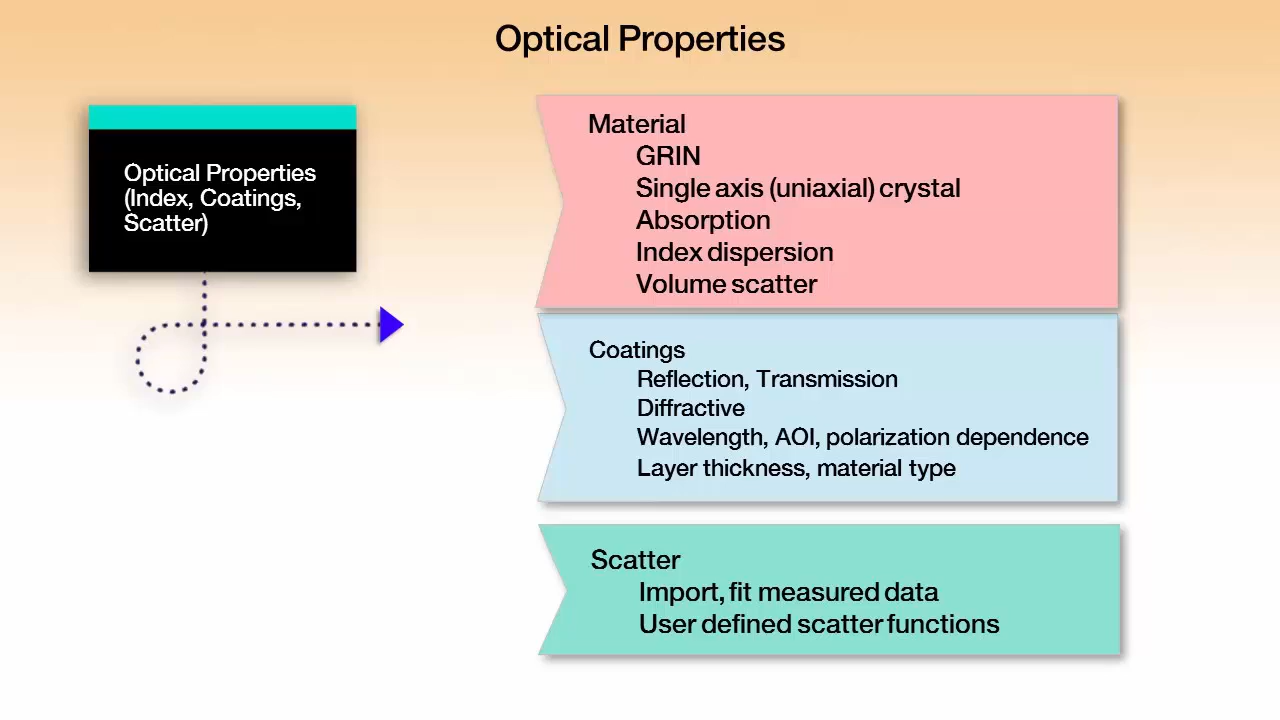 Optical Properties
Optical Properties
(Index, Coatings,
Scatter)
Material
GRIN
Single axis (uniaxial) crystal
Absorption
Index dispersion
Volume scatter
Coatings
Reflection, Transmission
Diffractive
Wavelength, AOI, polarization dependence
Layer thickness, material type
Scatter
Import, fit measured data
User defined scatter functions